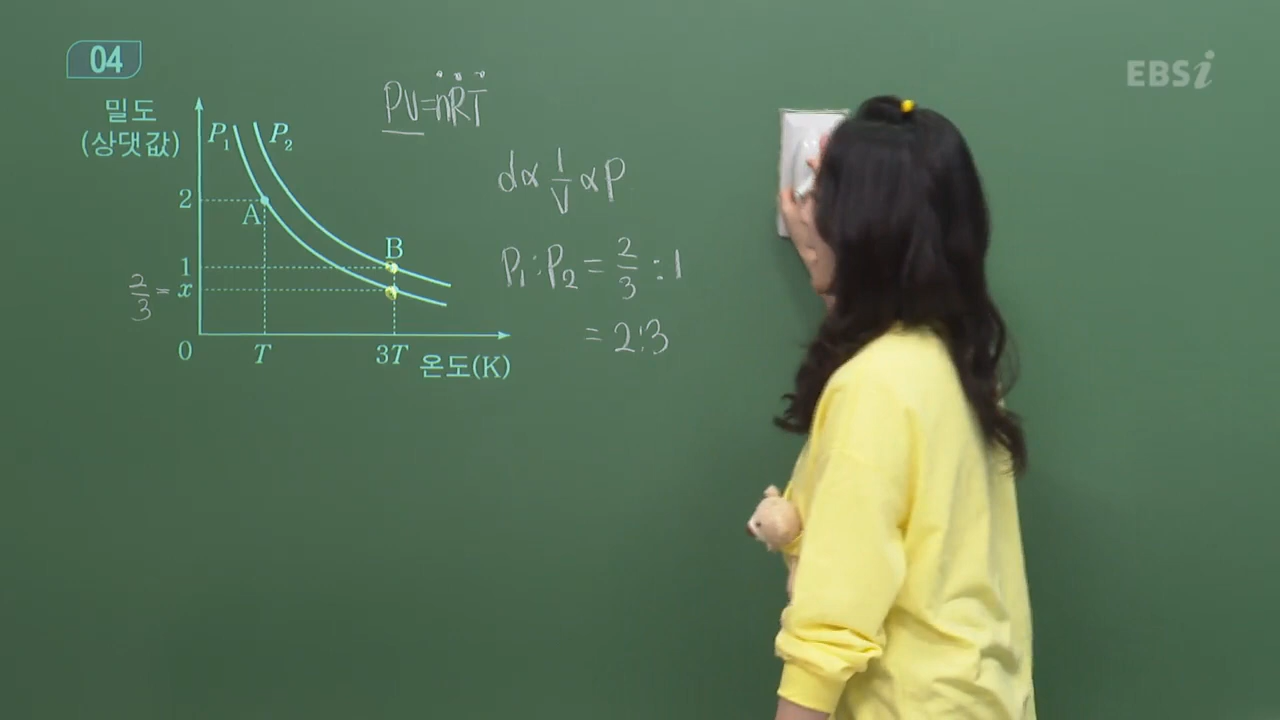 04
EBSi
밀도
(상댓값)
P₁ P₂
2
A
B
1
x
2/3 =
0
T
3T
온도(K)
PV=nRT
d∝ 1/V ∝P
P₁:P₂ = 2/3 : 1
= 2:3